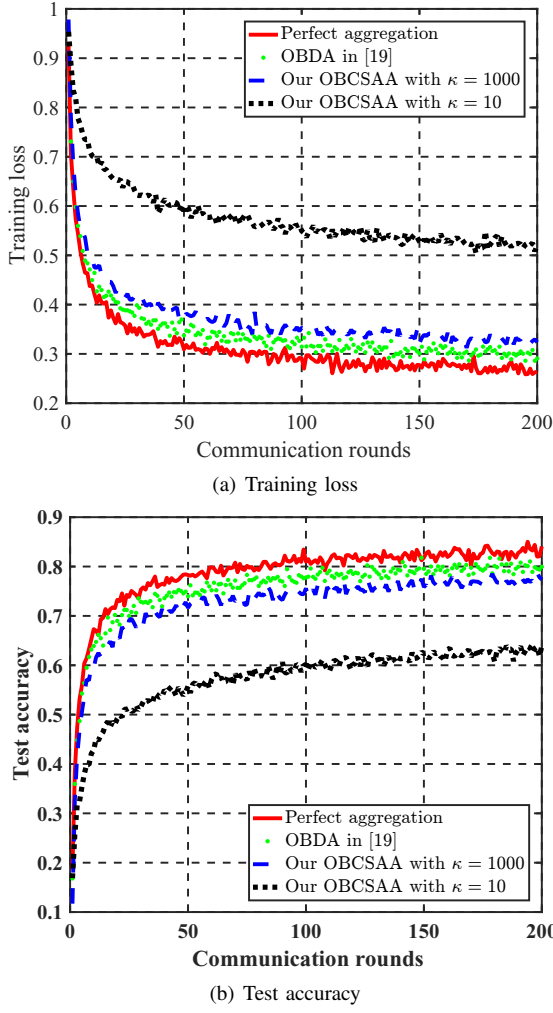 1
0.9
0.8
0.7
0.6
0.5
0.4
0.3
0.2
Training loss
Perfect aggregation
OBDA in [19]
Our OBCSAA with κ = 1000
Our OBCSAA with κ = 10
0 50 100 150 200
Communication rounds
(a) Training loss
0.9
0.8
0.7
0.6
0.5
0.4
0.3
0.2
0.1
Test accuracy
Perfect aggregation
OBDA in [19]
Our OBCSAA with κ = 1000
Our OBCSAA with κ = 10
0 50 100 150 200
Communication rounds
(b) Test accuracy